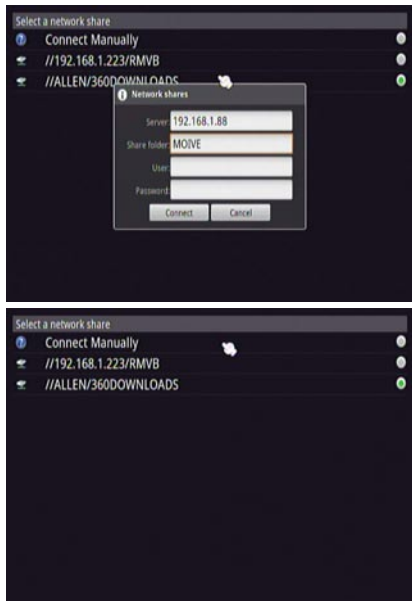 Select a network share
Connect Manually
//192.168.1.223/RMVB
//ALLEN/360DOWNLOADS
Network shares
Server: 192.168.1.88
Share folder: MOIVE
User:
Password:
Connect Cancel
Select a network share
Connect Manually
//192.168.1.223/RMVB
//ALLEN/360DOWNLOADS